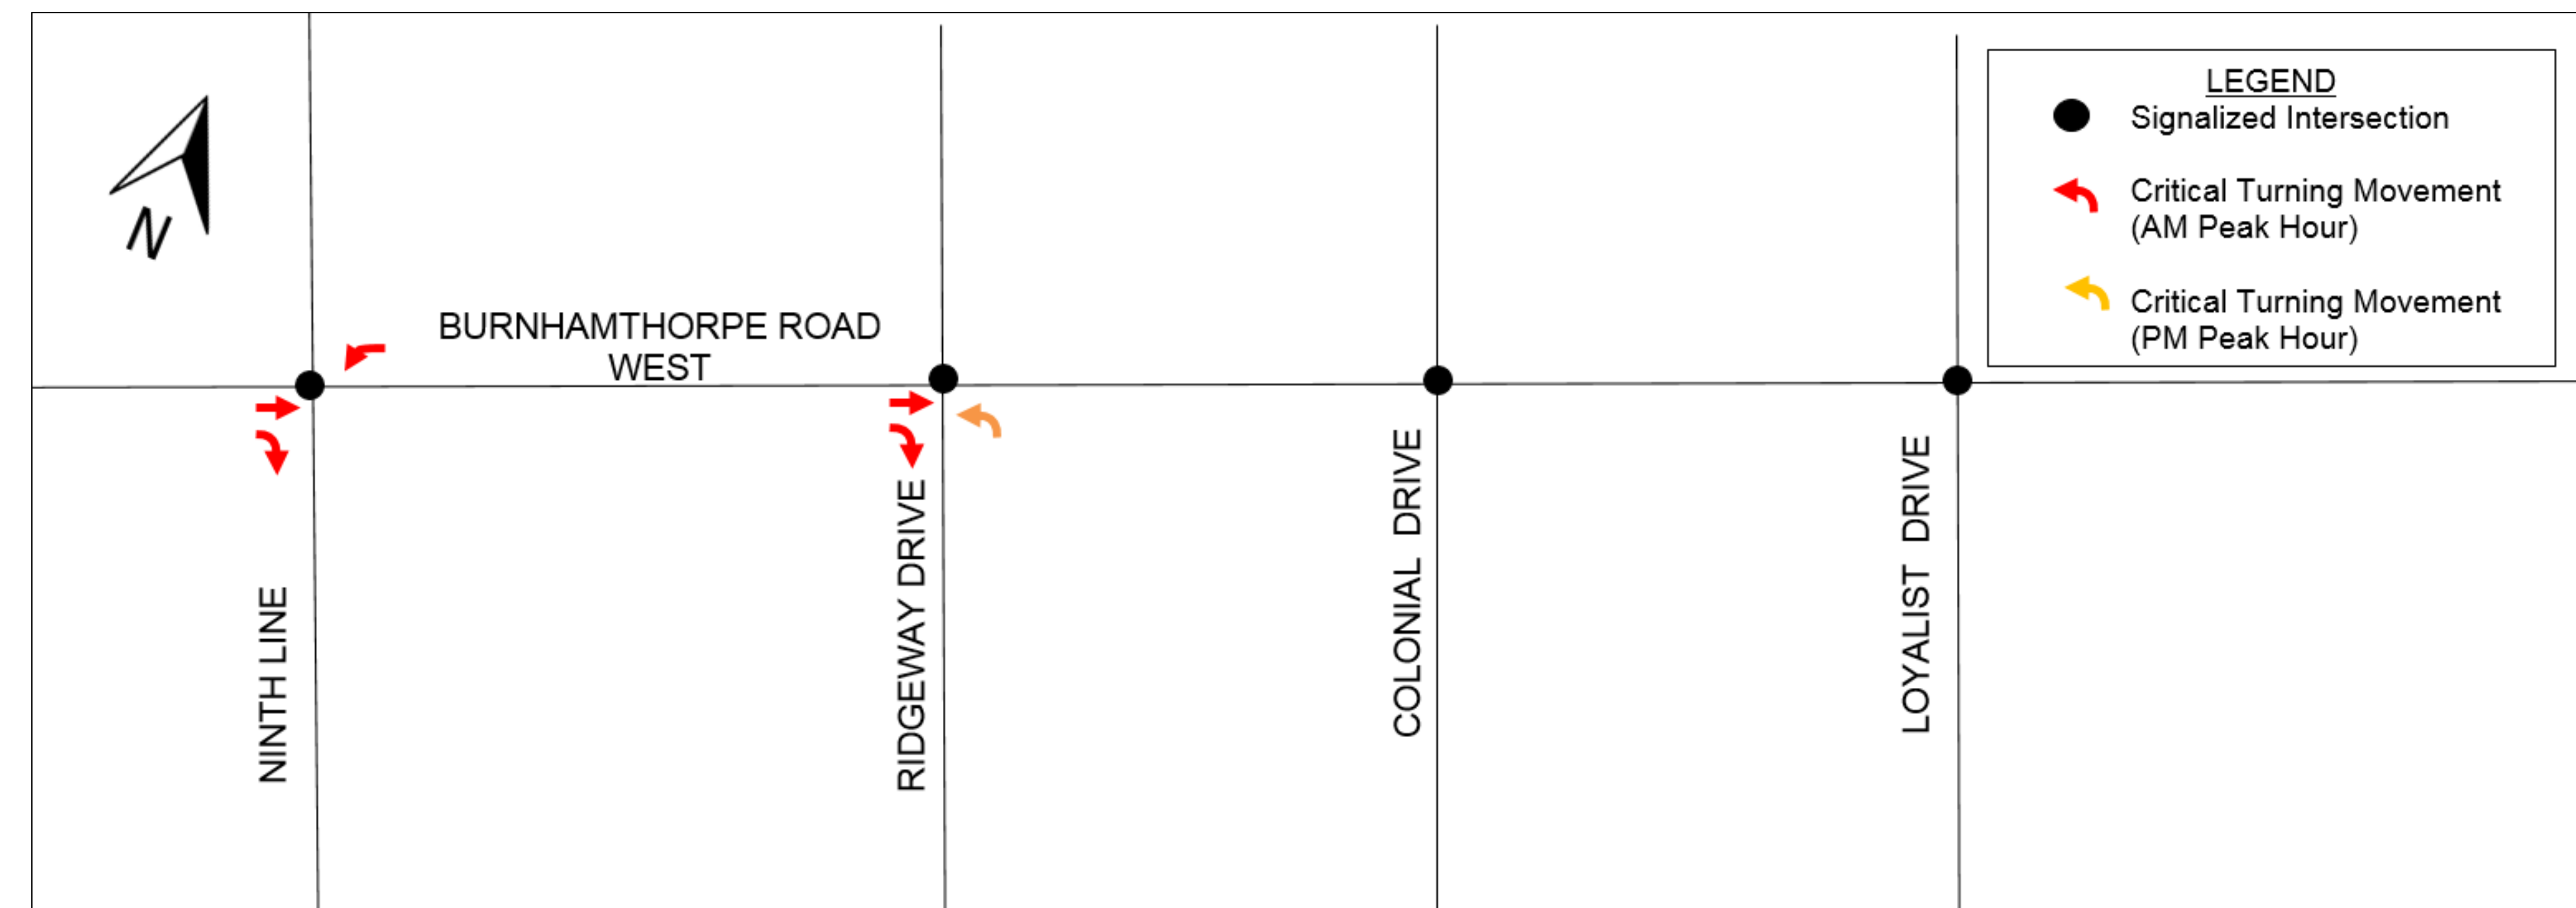 LEGEND
Signalized Intersection
Critical Turning Movement
(AM Peak Hour)
Critical Turning Movement
(PM Peak Hour)
N
BURNHAMTHORPE ROAD
WEST
NINTH LINE
RIDGEWAY DRIVE
COLONIAL DRIVE
LOYALIST DRIVE